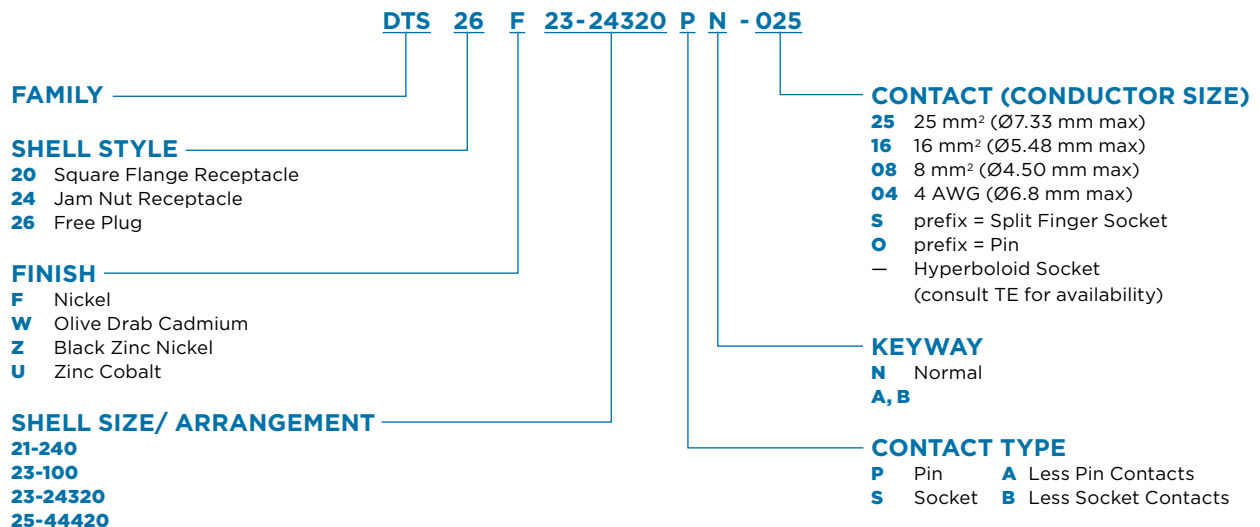 DTS 26 F 23-24320 P N - 025
FAMILY
SHELL STYLE
20 Square Flange Receptacle
24 Jam Nut Receptacle
26 Free Plug
FINISH
F Nickel
W Olive Drab Cadmium
Z Black Zinc Nickel
U Zinc Cobalt
SHELL SIZE/ ARRANGEMENT
21-240
23-100
23-24320
25-44420
CONTACT (CONDUCTOR SIZE)
25 25 mm² (Ø7.33 mm max)
16 16 mm² (Ø5.48 mm max)
08 8 mm² (Ø4.50 mm max)
04 4 AWG (Ø6.8 mm max)
S prefix = Split Finger Socket
O prefix = Pin
— Hyperboloid Socket
(consult TE for availability)
KEYWAY
N Normal
A, B
CONTACT TYPE
P Pin A Less Pin Contacts
S Socket B Less Socket Contacts